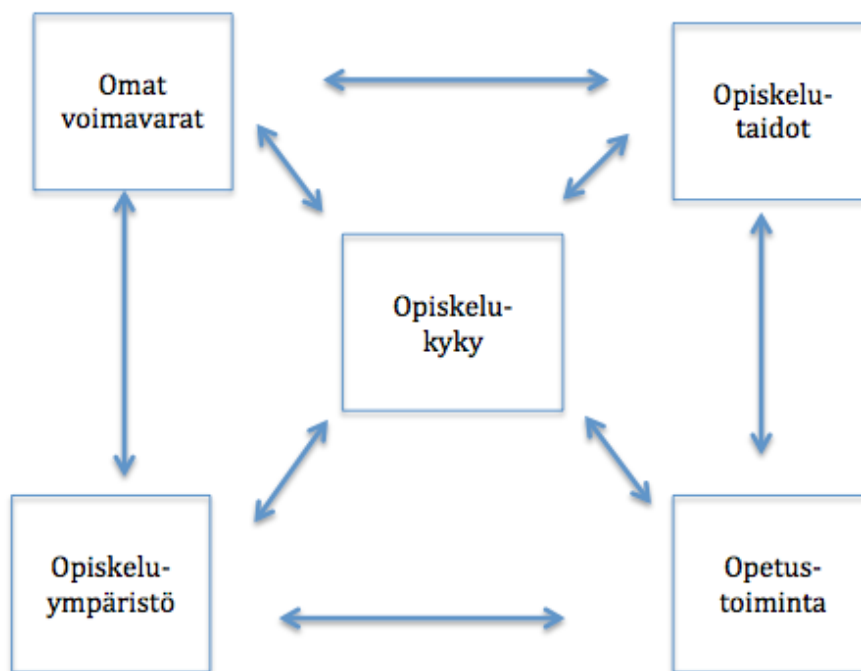 Omat
voimavarat
Opiskelu-
taidot
Opiskelu-
kyky
Opiskelu-
ympäristö
Opetus-
toiminta